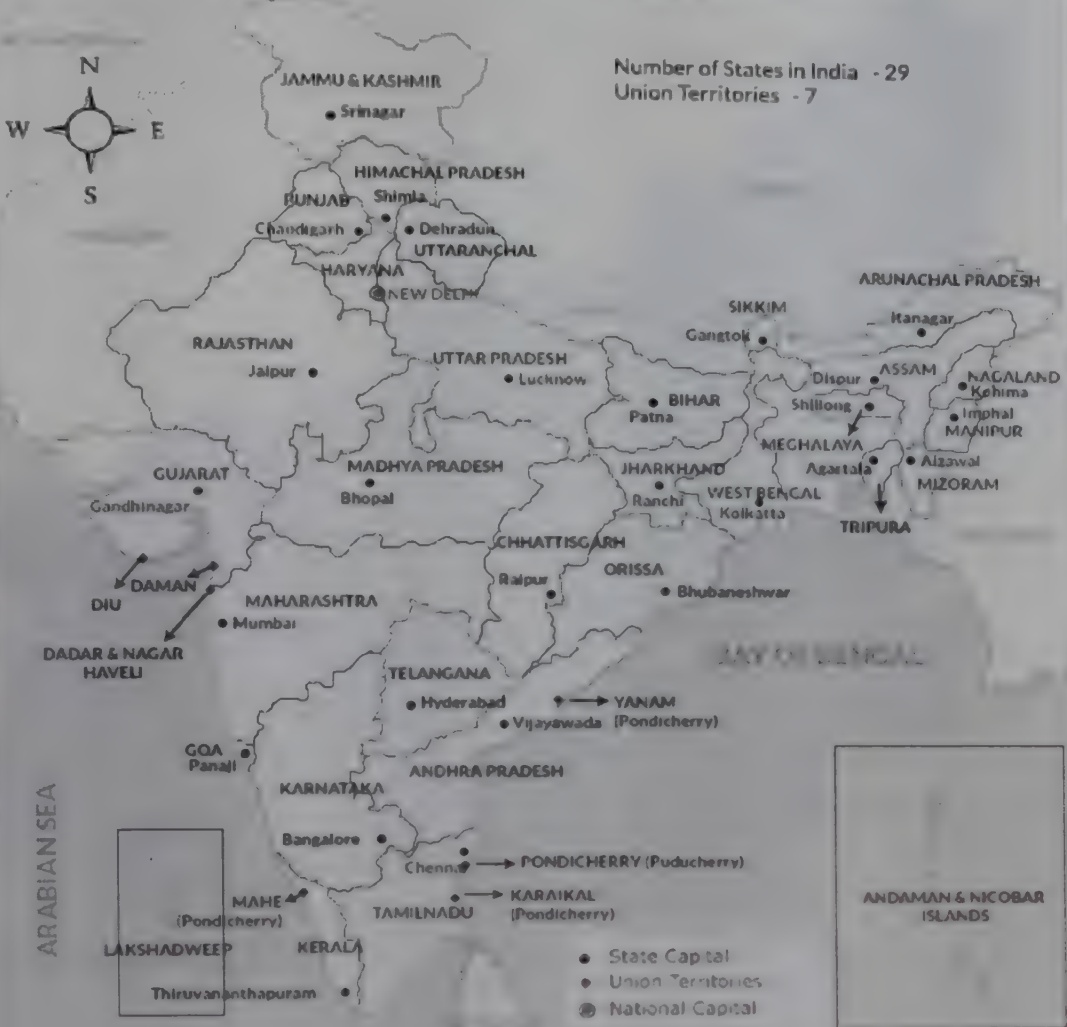 N
W E
S
Number of States in India - 29
Union Territories - 7
JAMMU & KASHMIR
Srinagar
HIMACHAL PRADESH
PUNJAB
Shimla
Chandigarh
Dehradun
UTTARANCHAL
HARYANA
NEW DELHI
ARUNACHAL PRADESH
SIKKIM
Itanagar
Gangtok
RAJASTHAN
Jaipur
UTTAR PRADESH
Lucknow
Dispur
ASSAM
NAGALAND
Kohima
BIHAR
Patna
Shillong
Imphal
MANIPUR
MEGHALAYA
GUJARAT
Gandhinagar
MADHYA PRADESH
Bhopal
JHARKHAND
Ranchi
WEST BENGAL
Kolkatta
Agartala
Aizawal
MIZORAM
TRIPURA
CHHATTISGARH
Raipur
ORISSA
Bhubaneshwar
DAMAN
DIU
MAHARASHTRA
Mumbai
DADAR & NAGAR
HAVELI
BAY OF BENGAL
TELANGANA
Hyderabad
YANAM
(Pondicherry)
Vijayawada
GOA
Panaji
ANDHRA PRADESH
KARNATAKA
ARABIAN SEA
Bangalore
Chennai
PONDICHERRY (Puducherry)
MAHE
(Pondicherry)
TAMILNADU
KARAIKAL
(Pondicherry)
ANDAMAN & NICOBAR
ISLANDS
LAKSHADWEEP
KERALA
Thiruvananthapuram
State Capital
Union Territories
National Capital